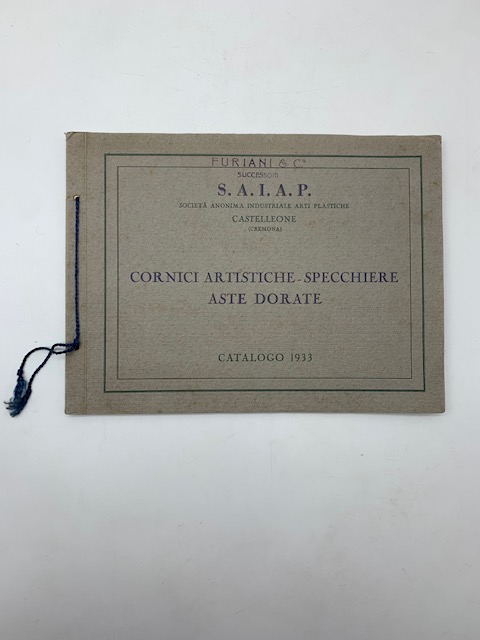 FURIANI & C.
SUCCESSORI
S. A. I. A. P.
SOCIETÀ ANONIMA INDUSTRIALE ARTI PLASTICHE
CASTELLEONE
(CREMONA)
CORNICI ARTISTICHE - SPECCHIERE
ASTE DORATE
CATALOGO 1933